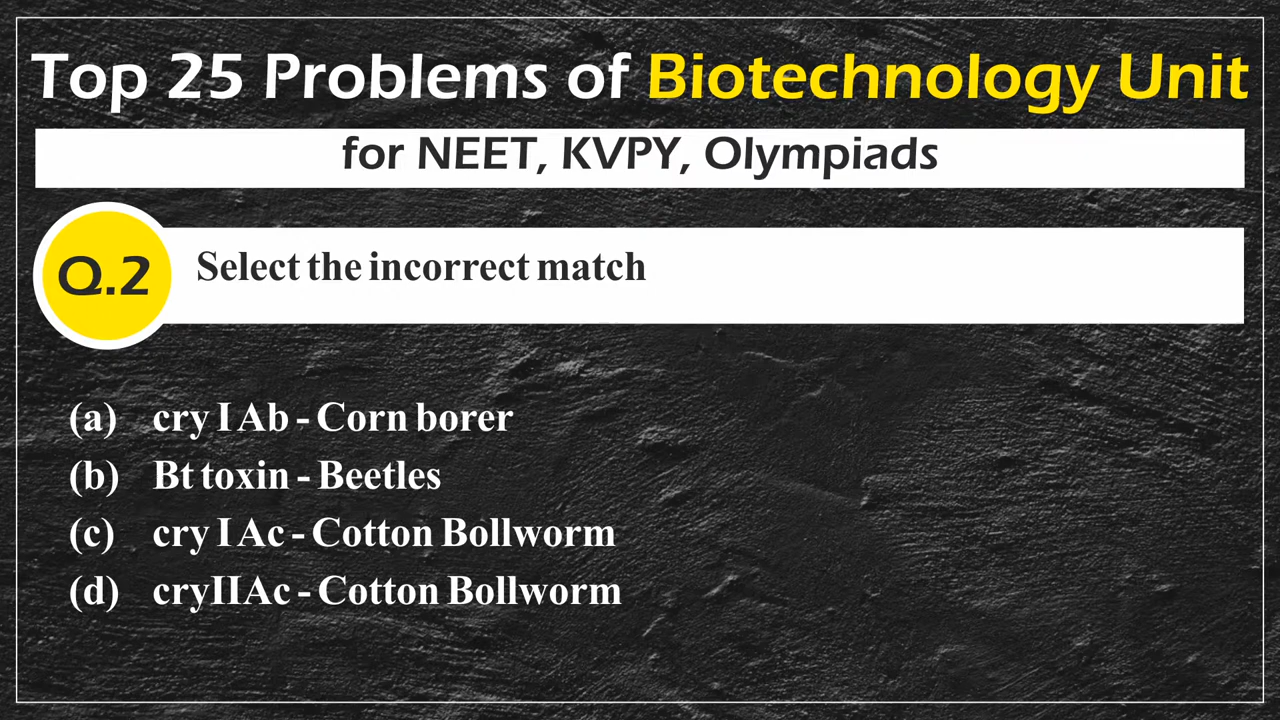 Top 25 Problems of Biotechnology Unit
for NEET, KVPY, Olympiads
Q.2
Select the incorrect match
(a) cry I Ab - Corn borer
(b) Bt toxin - Beetles
(c) cry I Ac - Cotton Bollworm
(d) cryIIAc - Cotton Bollworm